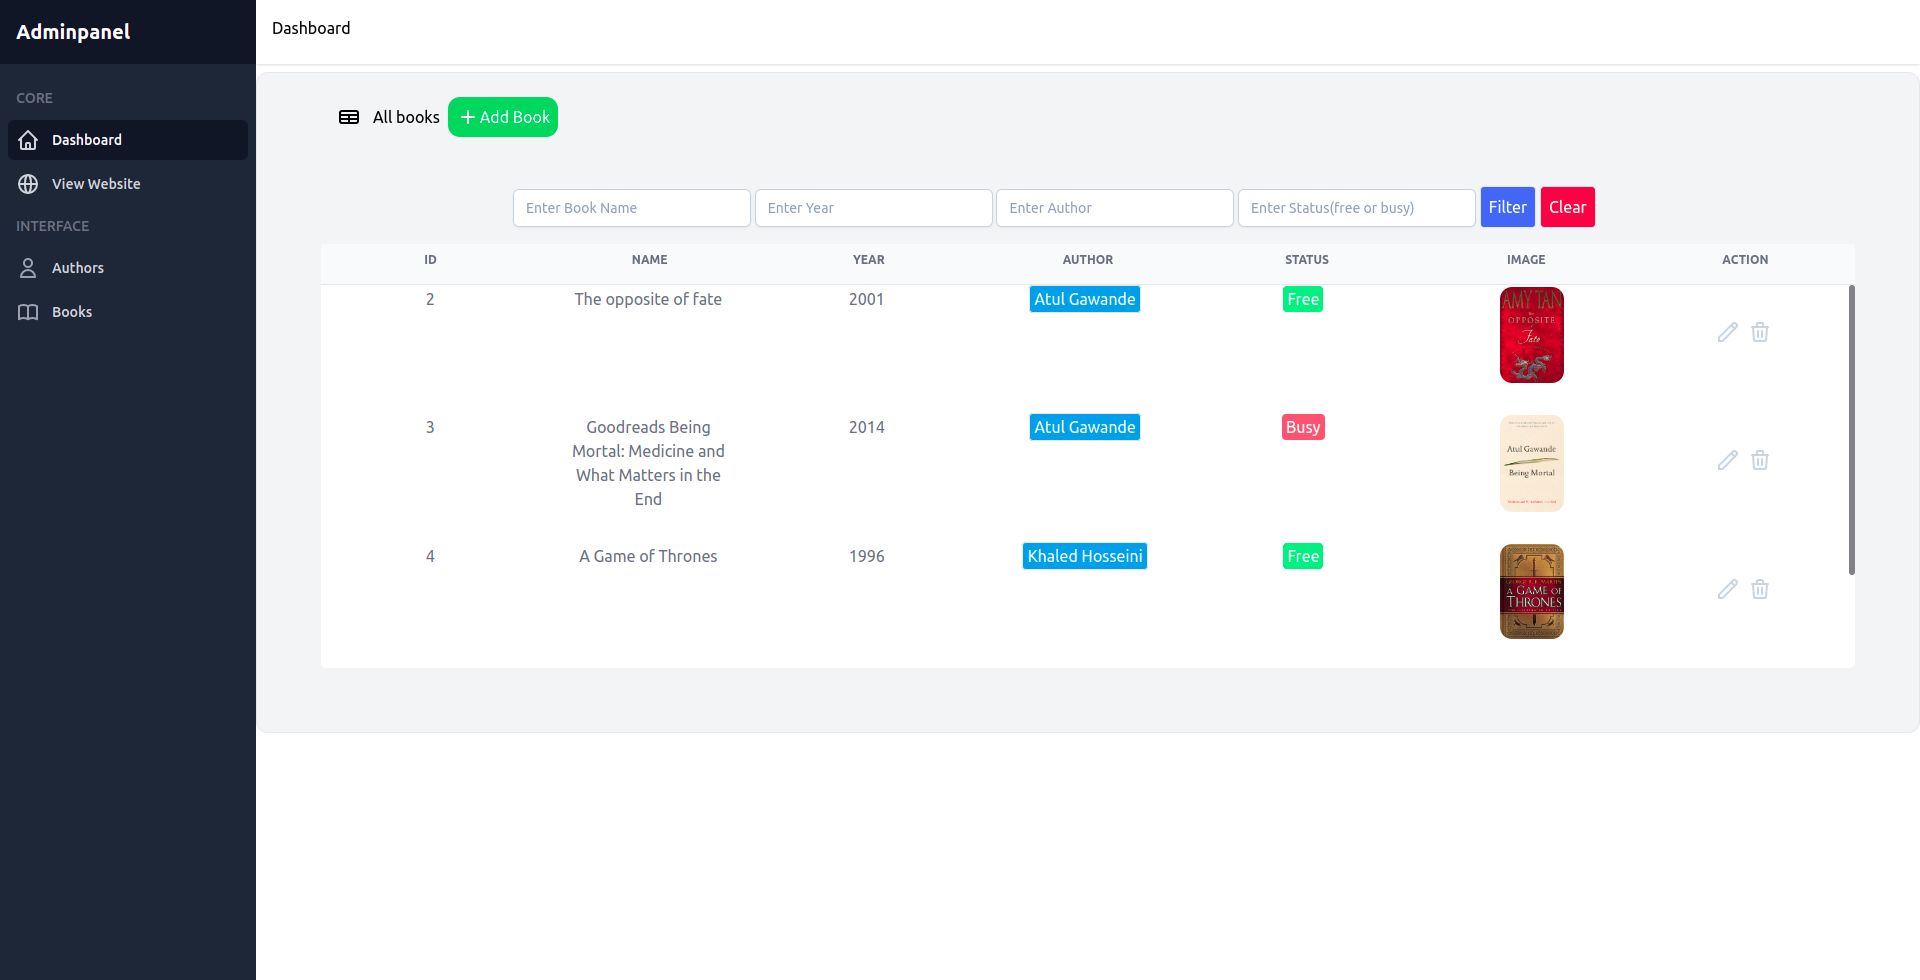 Adminpanel
Dashboard
CORE
Dashboard
View Website
INTERFACE
Authors
Books
All books
Add Book
Enter Book Name
Enter Year
Enter Author
Enter Status(free or busy)
Filter
Clear
ID NAME YEAR AUTHOR STATUS IMAGE ACTION
2 The opposite of fate 2001 Atul Gawande Free
AMY TAN
OPPOSITE
Fate
3 Goodreads Being 2014 Atul Gawande Busy
Mortal: Medicine and
What Matters in the
End
Atul Gawande
Being Mortal
4 A Game of Thrones 1996 Khaled Hosseini Free
GEORGE R. R. MARTIN
A GAME OF
THRONES